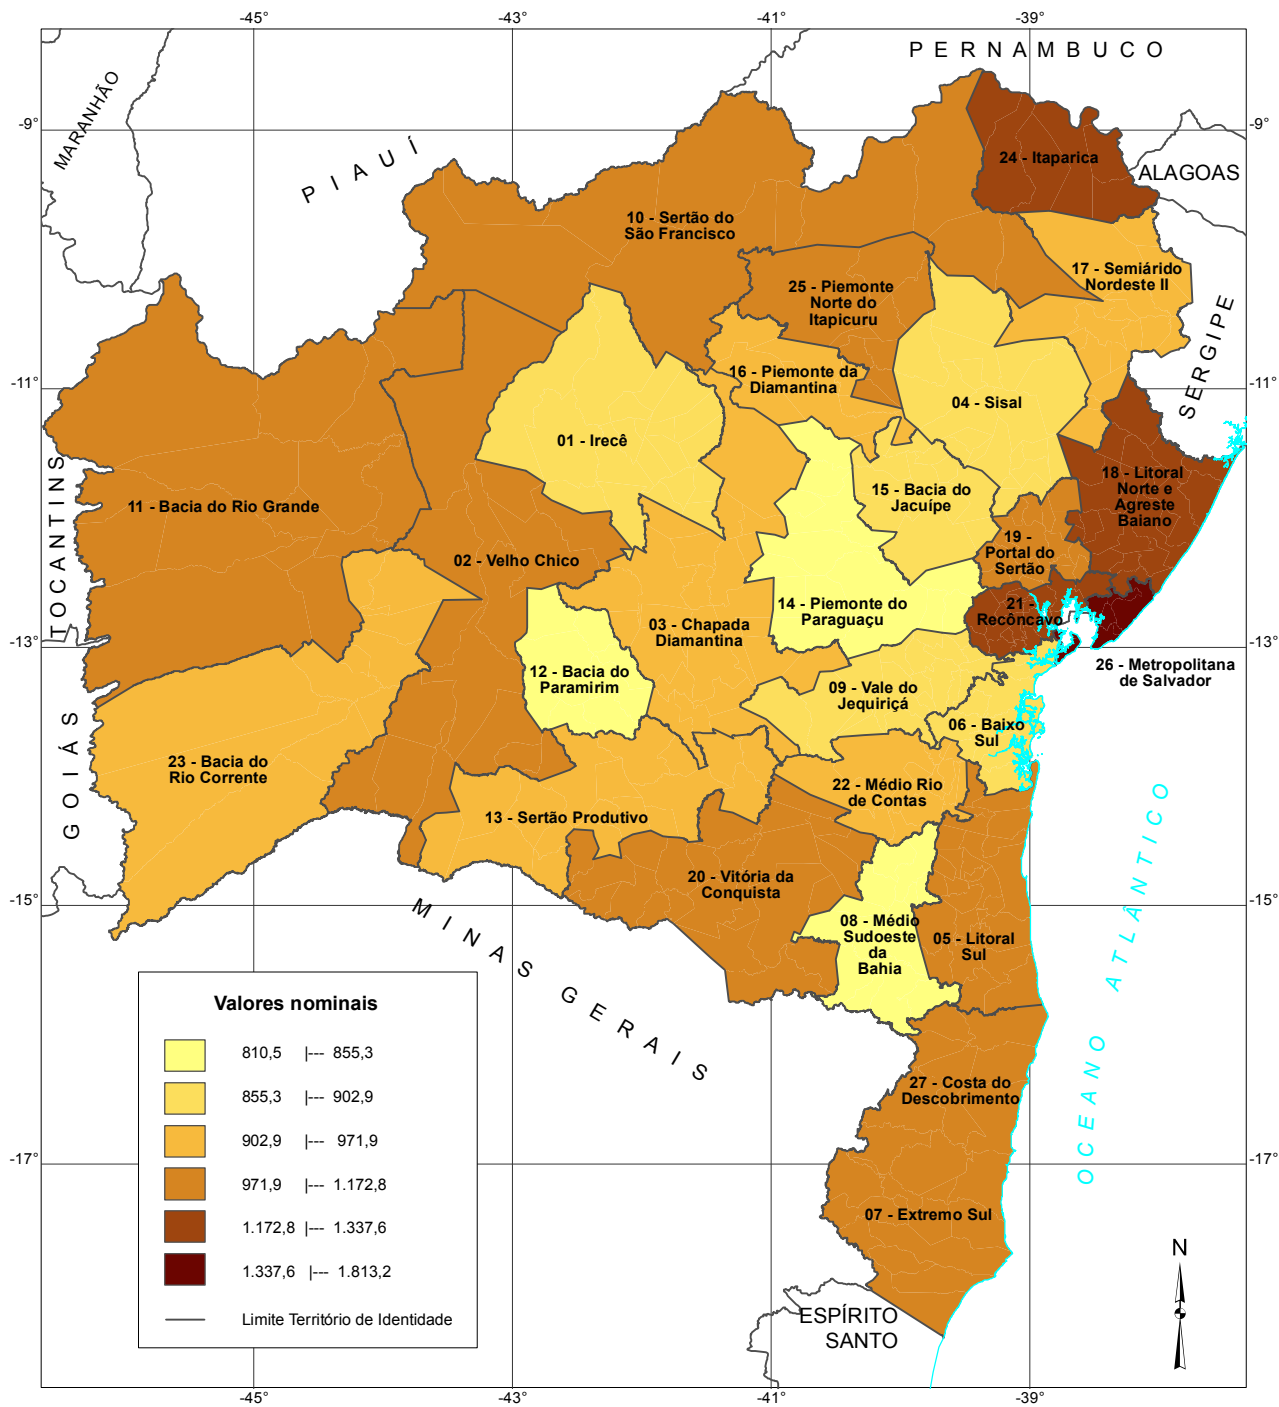 -45°
-43°
-41°
-39°
PERNAMBUCO
MARANHÃO
-9°
-9°
PIAUÍ
24 - Itaparica
ALAGOAS
10 - Sertão do
São Francisco
17 - Semiárido
Nordeste II
25 - Piemonte
Norte do
Itapicuru
SERGIPE
16 - Piemonte da
Diamantina
-11°
-11°
04 - Sisal
01 - Irecê
18 - Litoral
Norte e
Agreste
Baiano
15 - Bacia do
Jacuípe
11 - Bacia do Rio Grande
TOCANTINS
19 -
Portal do
Sertão
02 - Velho Chico
14 - Piemonte do
Paraguaçu
21 -
Recôncavo
03 - Chapada
Diamantina
-13°
-13°
26 - Metropolitana
de Salvador
12 - Bacia do
Paramirim
09 - Vale do
Jequiriçá
06 - Baixo
Sul
GOIÁS
23 - Bacia do
Rio Corrente
22 - Médio Rio
de Contas
13 - Sertão Produtivo
OCEANO ATLÂNTICO
20 - Vitória da
Conquista
-15°
-15°
MINAS GERAIS
08 - Médio
Sudoeste
da
Bahia
05 - Litoral
Sul
27 - Costa do
Descobrimento
-17°
-17°
07 - Extremo Sul
Valores nominais
810,5 |--- 855,3
855,3 |--- 902,9
902,9 |--- 971,9
971,9 |--- 1.172,8
1.172,8 |--- 1.337,6
1.337,6 |--- 1.813,2
Limite Território de Identidade
N
ESPÍRITO
SANTO
-45°
-43°
-41°
-39°